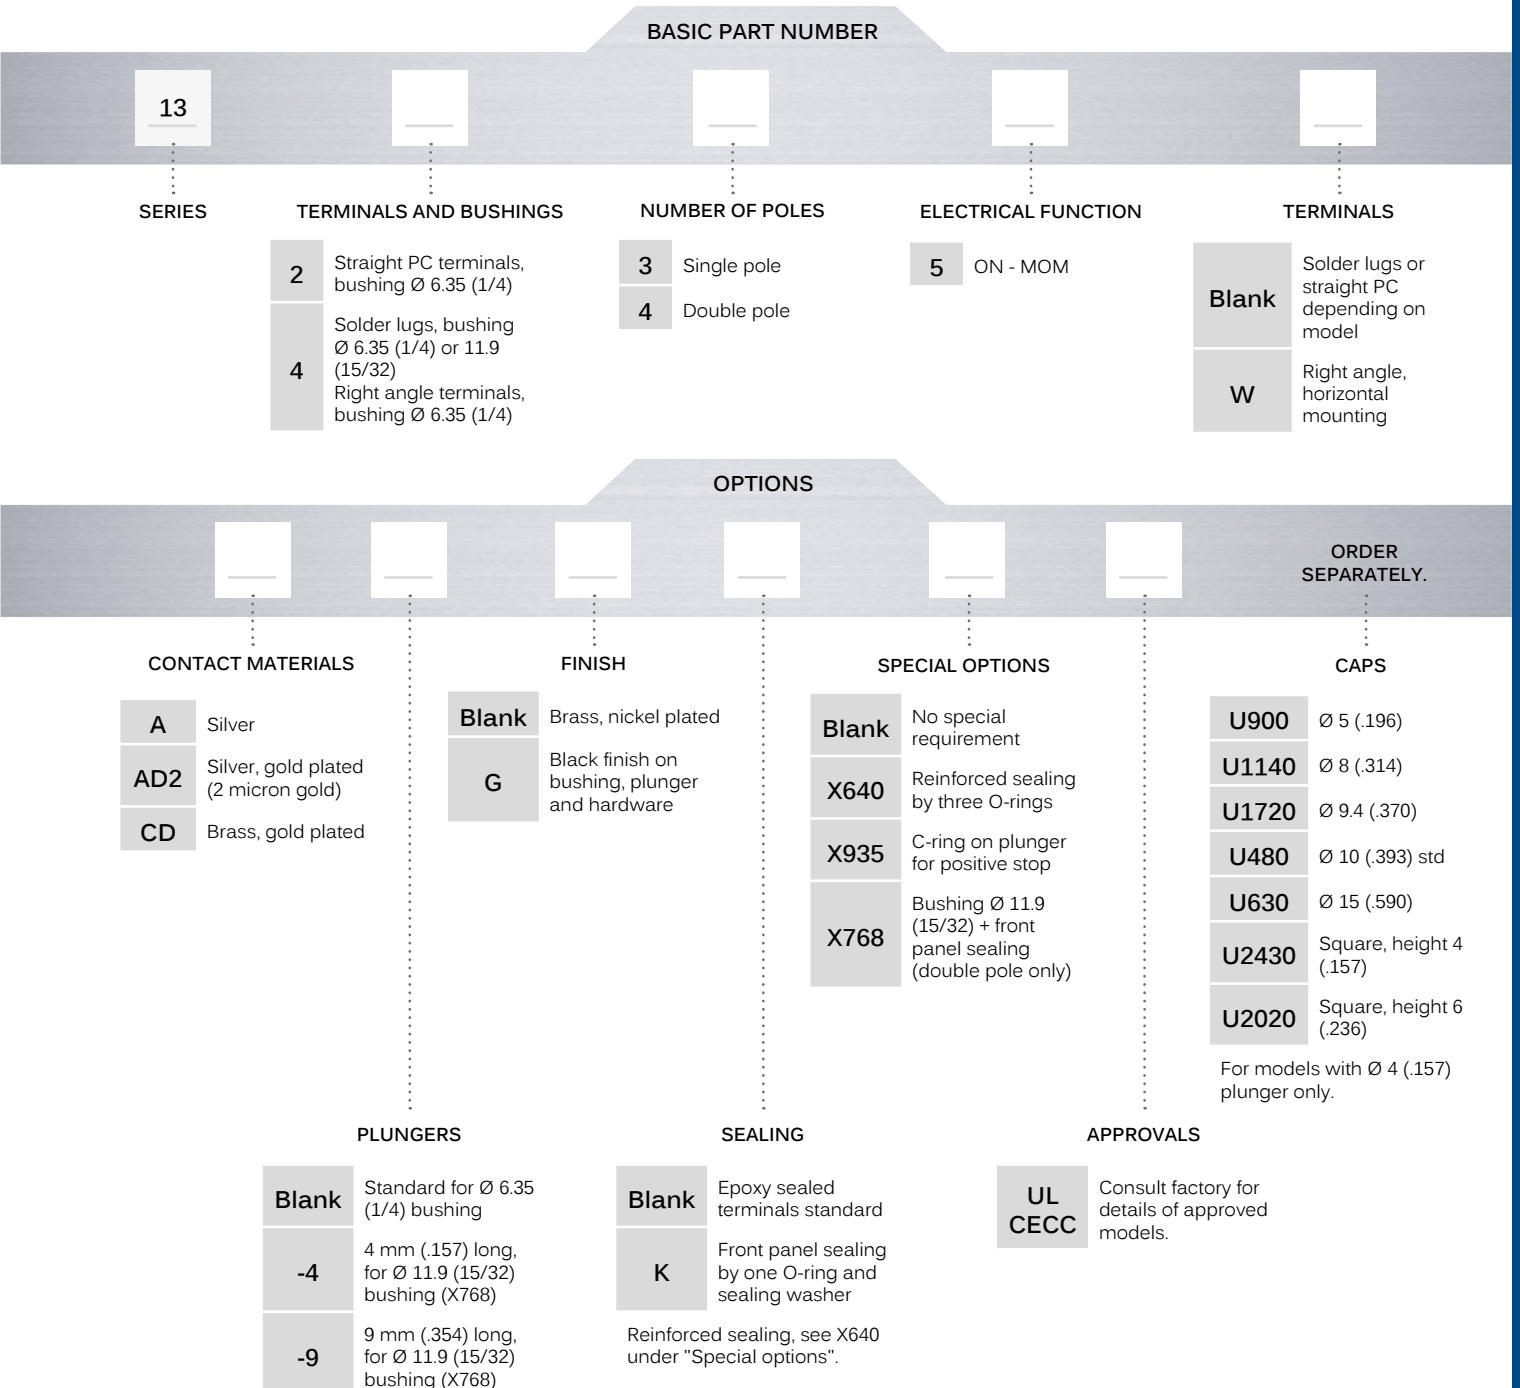 BASIC PART NUMBER
13
SERIES
TERMINALS AND BUSHINGS
2
Straight PC terminals,
bushing Ø 6.35 (1/4)
4
Solder lugs, bushing
Ø 6.35 (1/4) or 11.9
(15/32)
Right angle terminals,
bushing Ø 6.35 (1/4)
NUMBER OF POLES
3
Single pole
4
Double pole
ELECTRICAL FUNCTION
5
ON - MOM
TERMINALS
Blank
Solder lugs or
straight PC
depending on
model
W
Right angle,
horizontal
mounting
OPTIONS
ORDER
SEPARATELY.
CONTACT MATERIALS
A
Silver
AD2
Silver, gold plated
(2 micron gold)
CD
Brass, gold plated
FINISH
Blank
Brass, nickel plated
G
Black finish on
bushing, plunger
and hardware
SPECIAL OPTIONS
Blank
No special
requirement
X640
Reinforced sealing
by three O-rings
X935
C-ring on plunger
for positive stop
X768
Bushing Ø 11.9
(15/32) + front
panel sealing
(double pole only)
CAPS
U900
Ø 5 (.196)
U1140
Ø 8 (.314)
U1720
Ø 9.4 (.370)
U480
Ø 10 (.393) std
U630
Ø 15 (.590)
U2430
Square, height 4
(.157)
U2020
Square, height 6
(.236)
For models with Ø 4 (.157)
plunger only.
PLUNGERS
Blank
Standard for Ø 6.35
(1/4) bushing
-4
4 mm (.157) long,
for Ø 11.9 (15/32)
bushing (X768)
-9
9 mm (.354) long,
for Ø 11.9 (15/32)
bushing (X768)
SEALING
Blank
Epoxy sealed
terminals standard
K
Front panel sealing
by one O-ring and
sealing washer
Reinforced sealing, see X640
under "Special options".
APPROVALS
UL
CECC
Consult factory for
details of approved
models.